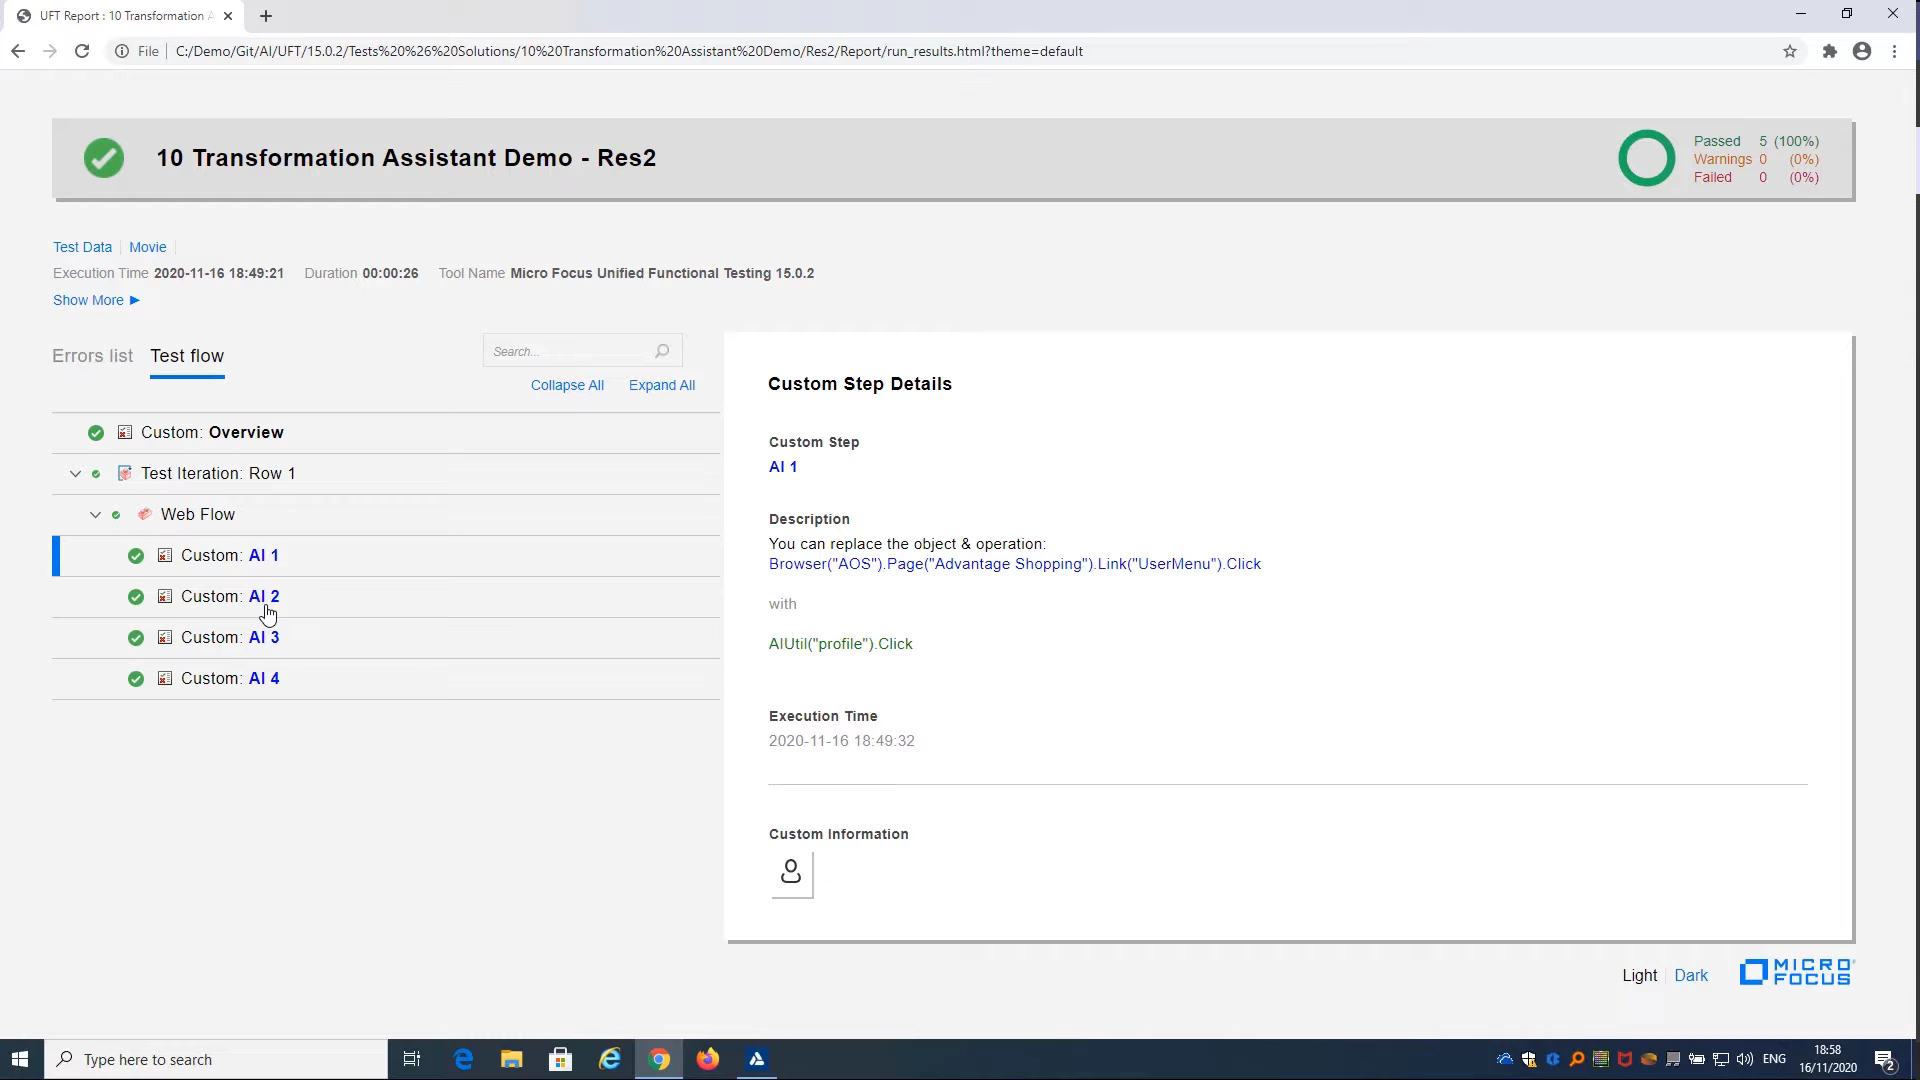 UFT Report : 10 Transformation A
File C:/Demo/Git/AI/UFT/15.0.2/Tests%20%26%20Solutions/10%20Transformation%20Assistant%20Demo/Res2/Report/run_results.html?theme=default
10 Transformation Assistant Demo - Res2
Passed 5 (100%)
Warnings 0 (0%)
Failed 0 (0%)
Test Data Movie
Execution Time 2020-11-16 18:49:21 Duration 00:00:26 Tool Name Micro Focus Unified Functional Testing 15.0.2
Show More
Errors list Test flow
Search...
Collapse All Expand All
Custom: Overview
Test Iteration: Row 1
Web Flow
Custom: AI 1
Custom: AI 2
Custom: AI 3
Custom: AI 4
Custom Step Details
Custom Step
AI 1
Description
You can replace the object & operation:
Browser("AOS").Page("Advantage Shopping").Link("UserMenu").Click
with
AIUtil("profile").Click
Execution Time
2020-11-16 18:49:32
Custom Information
Light Dark
MICRO
FOCUS
Type here to search
ENG
18:58
16/11/2020
2